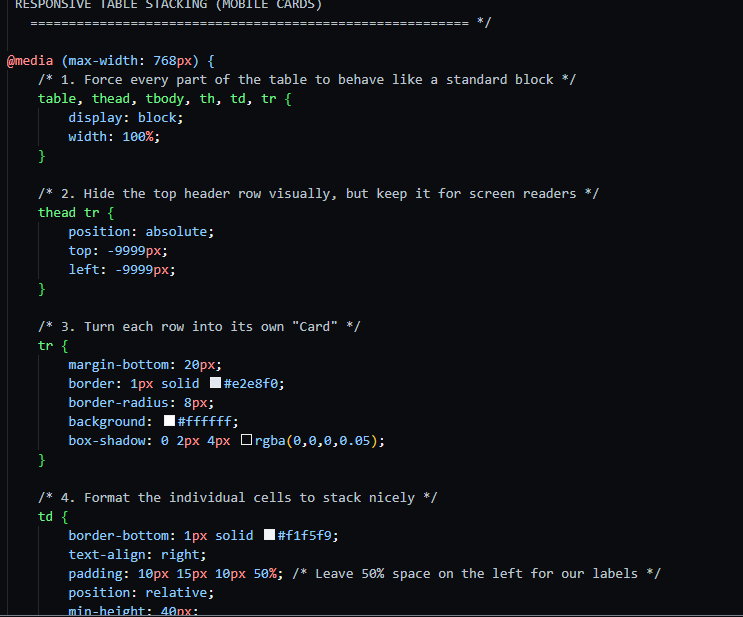 RESPONSIVE TABLE STACKING (MOBILE CARDS)
========================================================= */
@media (max-width: 768px) {
/* 1. Force every part of the table to behave like a standard block */
table, thead, tbody, th, td, tr {
display: block;
width: 100%;
}
/* 2. Hide the top header row visually, but keep it for screen readers */
thead tr {
position: absolute;
top: -9999px;
left: -9999px;
}
/* 3. Turn each row into its own "Card" */
tr {
margin-bottom: 20px;
border: 1px solid #e2e8f0;
border-radius: 8px;
background: #ffffff;
box-shadow: 0 2px 4px rgba(0,0,0,0.05);
}
/* 4. Format the individual cells to stack nicely */
td {
border-bottom: 1px solid #f1f5f9;
text-align: right;
padding: 10px 15px 10px 50%; /* Leave 50% space on the left for our labels */
position: relative;
min-height: 40px;